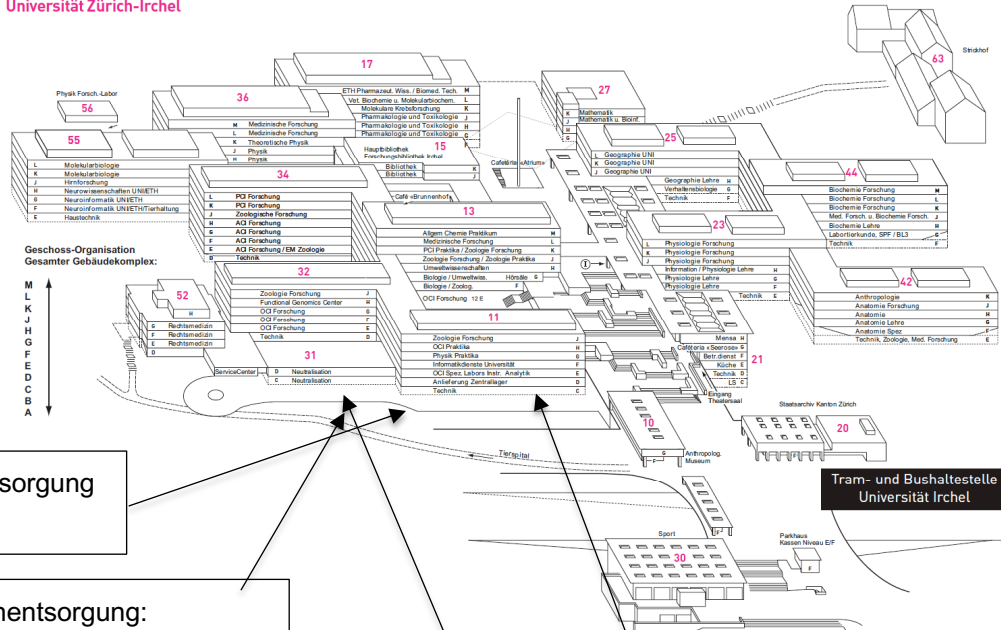 Universität Zürich-Irchel
17
ETH Pharmazeut. Wiss. / Biomed. Tech. M
Vet. Biochemie u. Molekularbiochem. L
Molekulare Krebsforschung K
Pharmakologie und Toxikologie J
Pharmakologie und Toxikologie H
Pharmakologie und Toxikologie G
F
Hauptbibliothek
Forschungsbibliothek Irchel
15
Bibliothek K
Bibliothek J
Cafeteria «Atrium»
Café «Brunnenhof»
Physik Forsch.-Labor
56
36
M Medizinische Forschung
L Medizinische Forschung
K Theoretische Physik
J Physik
H Physik
55
L Molekularbiologie
K Molekularbiologie
J Hirnforschung
H Neurowissenschaften UNI/ETH
G Neuroinformatik UNI/ETH
F Neuroinformatik UNI/ETH/Tierhaltung
E Haustechnik
34
L PCI Forschung
K PCI Forschung
J Zoologische Forschung
H ACI Forschung
G ACI Forschung
F ACI Forschung
E ACI Forschung / EM Zoologie
D Technik
13
Allgem Chemie Praktikum M
Medizinische Forschung L
PCI Praktika / Zoologie Forschung K
Zoologie Forschung / Zoologie Praktika J
Umweltwissenschaften H
Biologie / Umweltwiss. Hörsäle G
Biologie / Zoolog. F
OCI Forschung 12 E
27
K Mathematik
J Mathematik u. Bioinf.
H
G
25
L Geographie UNI
K Geographie UNI
J Geographie UNI
Geographie Lehre H
Verhaltensbiologie G
Technik F
63
Strickhof
44
Biochemie Forschung M
Biochemie Forschung L
Biochemie Forschung K
Med. Forsch. u. Biochemie Forsch. J
Biochemie Lehre H
Labortierkunde, SPF / BL3 G
Technik F
23
L Physiologie Forschung
K Physiologie Forschung
J Physiologie Forschung
Information / Physiologie Lehre H
Physiologie Lehre G
Physiologie Lehre F
Technik E
42
Anthropologie K
Anatomie Forschung J
Anatomie H
Anatomie Lehre G
Anatomie Spez F
Technik, Zoologie, Med. Forschung E
Geschoss-Organisation
Gesamter Gebäudekomplex:
M
L
K
J
H
G
F
E
D
C
B
A
52
H
G Rechtsmedizin
F Rechtsmedizin
E Rechtsmedizin
D
32
Zoologie Forschung J
Functional Genomics Center H
OCI Forschung G
OCI Forschung F
OCI Forschung E
Technik D
31
ServiceCenter
D Neutralisation
C Neutralisation
11
Zoologie Forschung J
OCI Praktika H
Physik Praktika G
Informatikdienste Universität F
OCI Spez. Labors Instr. Analytik E
Anlieferung Zentrallager D
Technik C
i
Mensa H
Cafeteria «Seerose» G
Betr.dienst F
Küche E
Technik D
LS C
21
Eingang
Theatersaal
10
G
F
Anthropolog.
Museum
Staatsarchiv Kanton Zürich
20
F
Tierspital
Tram- und Bushaltestelle
Universität Irchel
F
Sport
30
Parkhaus
Kassen Niveau E/F
F
sorgung
nentsorgung: